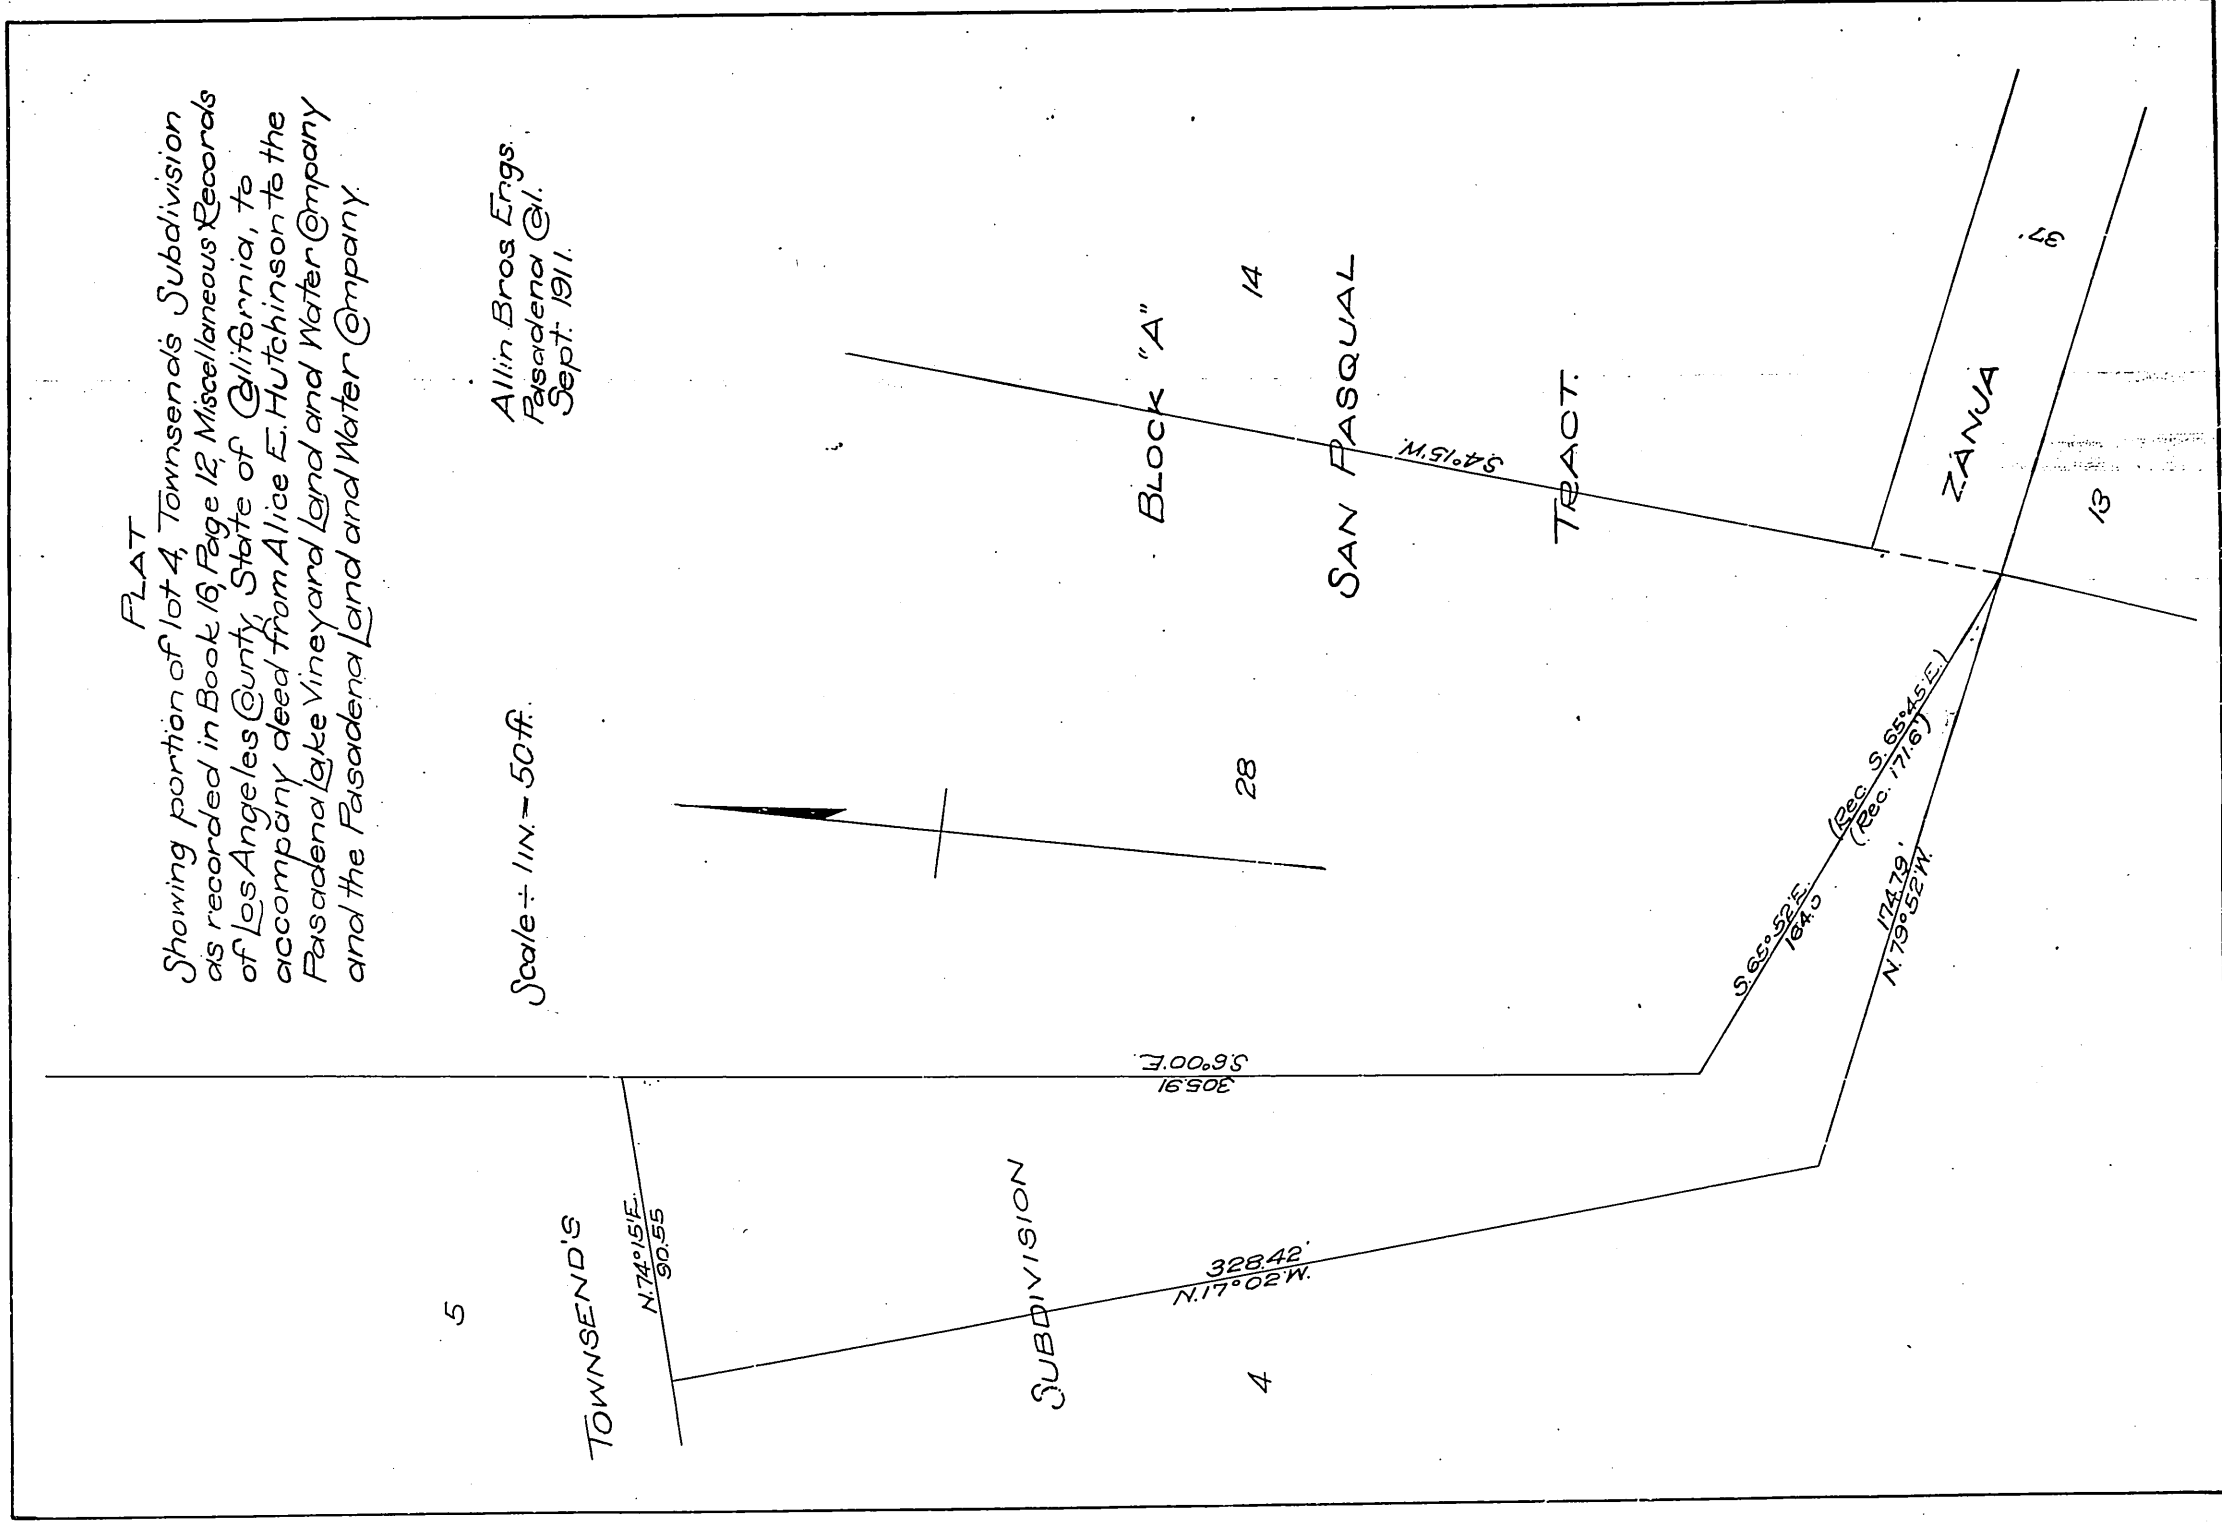 PLAT
Showing portion of lot 4, Townsends Subdivision
as recorded in Book 16, Page 12, Miscellaneous Records
of Los Angeles County, State of California, to
accompany deed from Alice E. Hutchinson to the
Pasadena Lake Vineyard Land and Water Company
and the Pasadena Land and Water Company.
Scale ÷ 1 IN. = 50 ft.
Allin Bros. Engs.
Pasadena Cal.
Sept. 1911.
5
TOWNSEND'S
N.74°15'E.
90.55
SUBDIVISION
4
328.42'
N.17°02'W.
S.6°00'E.
305.91
28
BLOCK "A"
14
SAN PASQUAL
TRACT.
S.4°15'W.
S.65°52'E.
164.
(Rec. S.65°45'E.)
(Rec. 171.6')
174.79'
N.79°52'W.
ZANJA
37'
13